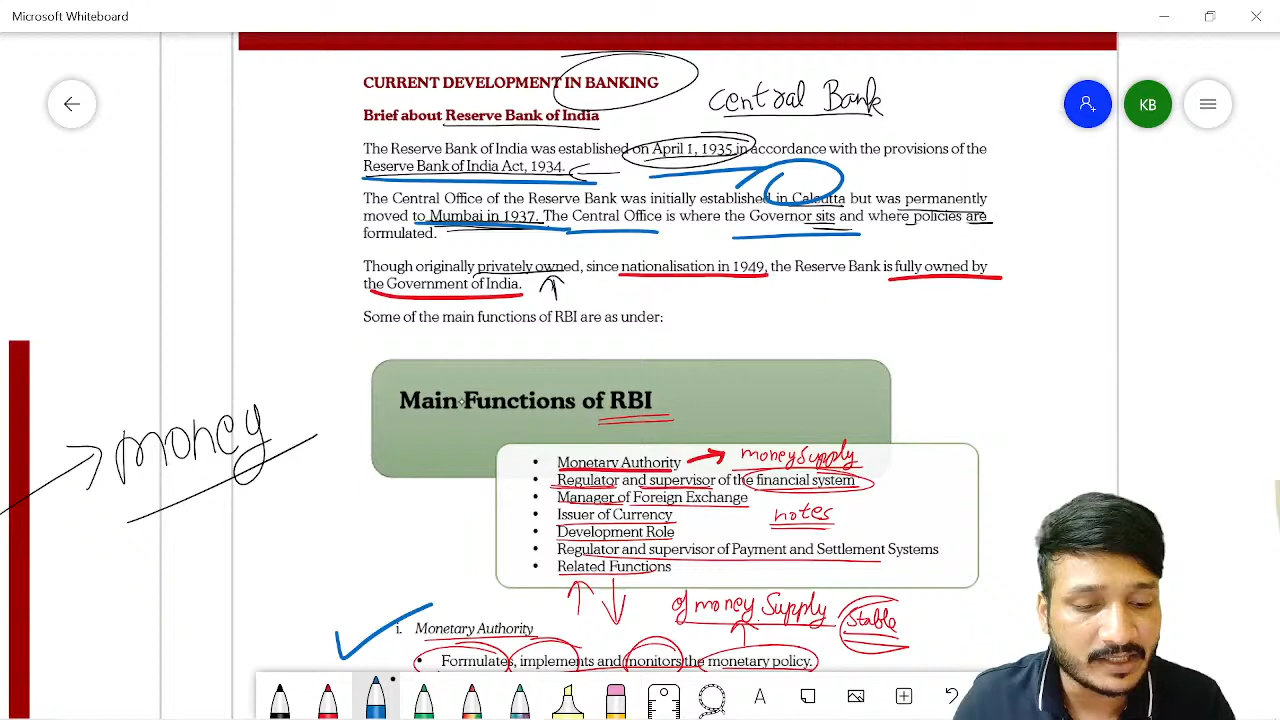 Microsoft Whiteboard
CURRENT DEVELOPMENT IN BANKING
Central Bank
KB
Brief about Reserve Bank of India
The Reserve Bank of India was established on April 1, 1935 in accordance with the provisions of the
Reserve Bank of India Act, 1934.
The Central Office of the Reserve Bank was initially established in Calcutta but was permanently
moved to Mumbai in 1937. The Central Office is where the Governor sits and where policies are
formulated.
Though originally privately owned, since nationalisation in 1949, the Reserve Bank is fully owned by
the Government of India.
Some of the main functions of RBI are as under:
Main Functions of RBI
money
• Monetary Authority → money Supply
• Regulator and supervisor of the financial system
• Manager of Foreign Exchange
• Issuer of Currency notes
• Development Role
• Regulator and supervisor of Payment and Settlement Systems
• Related Functions
of money Supply Stable
i. Monetary Authority
• Formulates, implements and monitors the monetary policy.
A